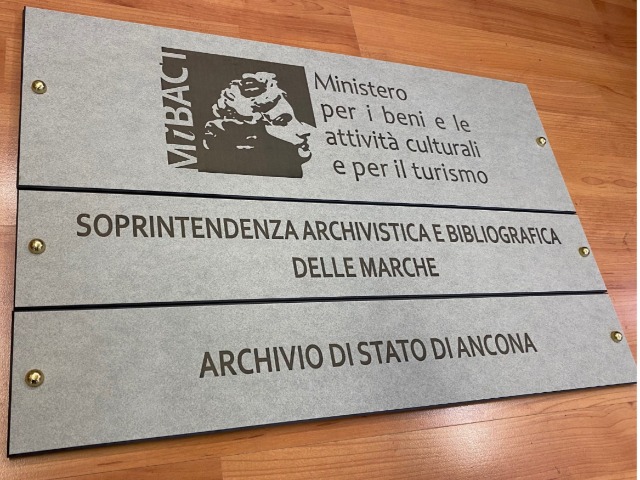 MiBACT
Ministero
per i beni e le
attività culturali
e per il turismo
SOPRINTENDENZA ARCHIVISTICA E BIBLIOGRAFICA
DELLE MARCHE
ARCHIVIO DI STATO DI ANCONA